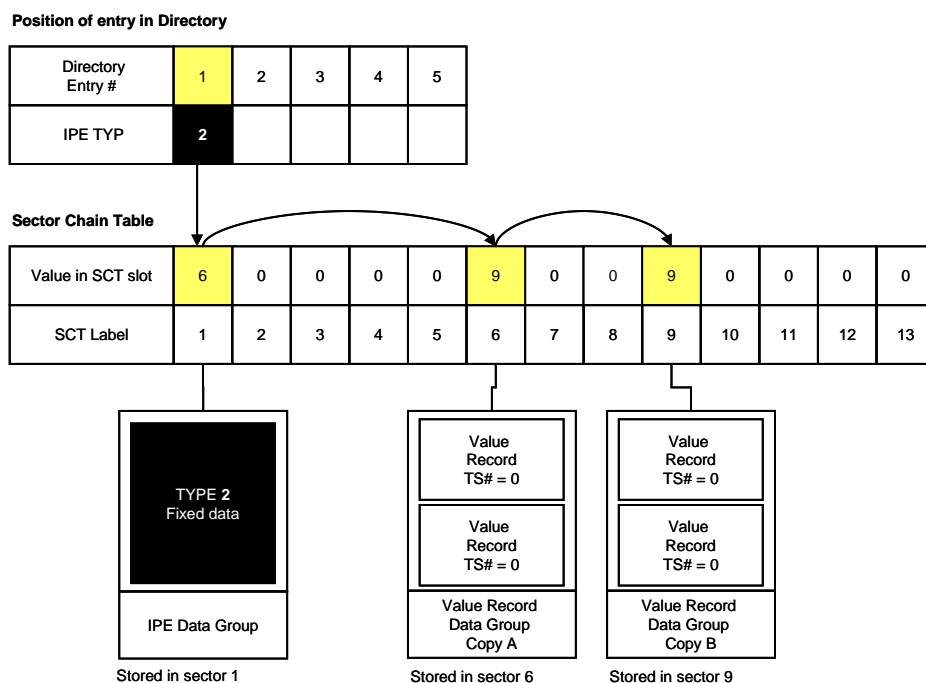 Position of entry in Directory
Directory
Entry #
1 2 3 4 5
IPE TYP 2
Sector Chain Table
Value in SCT slot 6 0 0 0 0 9 0 0 9 0 0 0 0
SCT Label 1 2 3 4 5 6 7 8 9 10 11 12 13
TYPE 2
Fixed data
IPE Data Group
Stored in sector 1
Value
Record
TS# = 0
Value
Record
TS# = 0
Value Record
Data Group
Copy A
Stored in sector 6
Value
Record
TS# = 0
Value
Record
TS# = 0
Value Record
Data Group
Copy B
Stored in sector 9